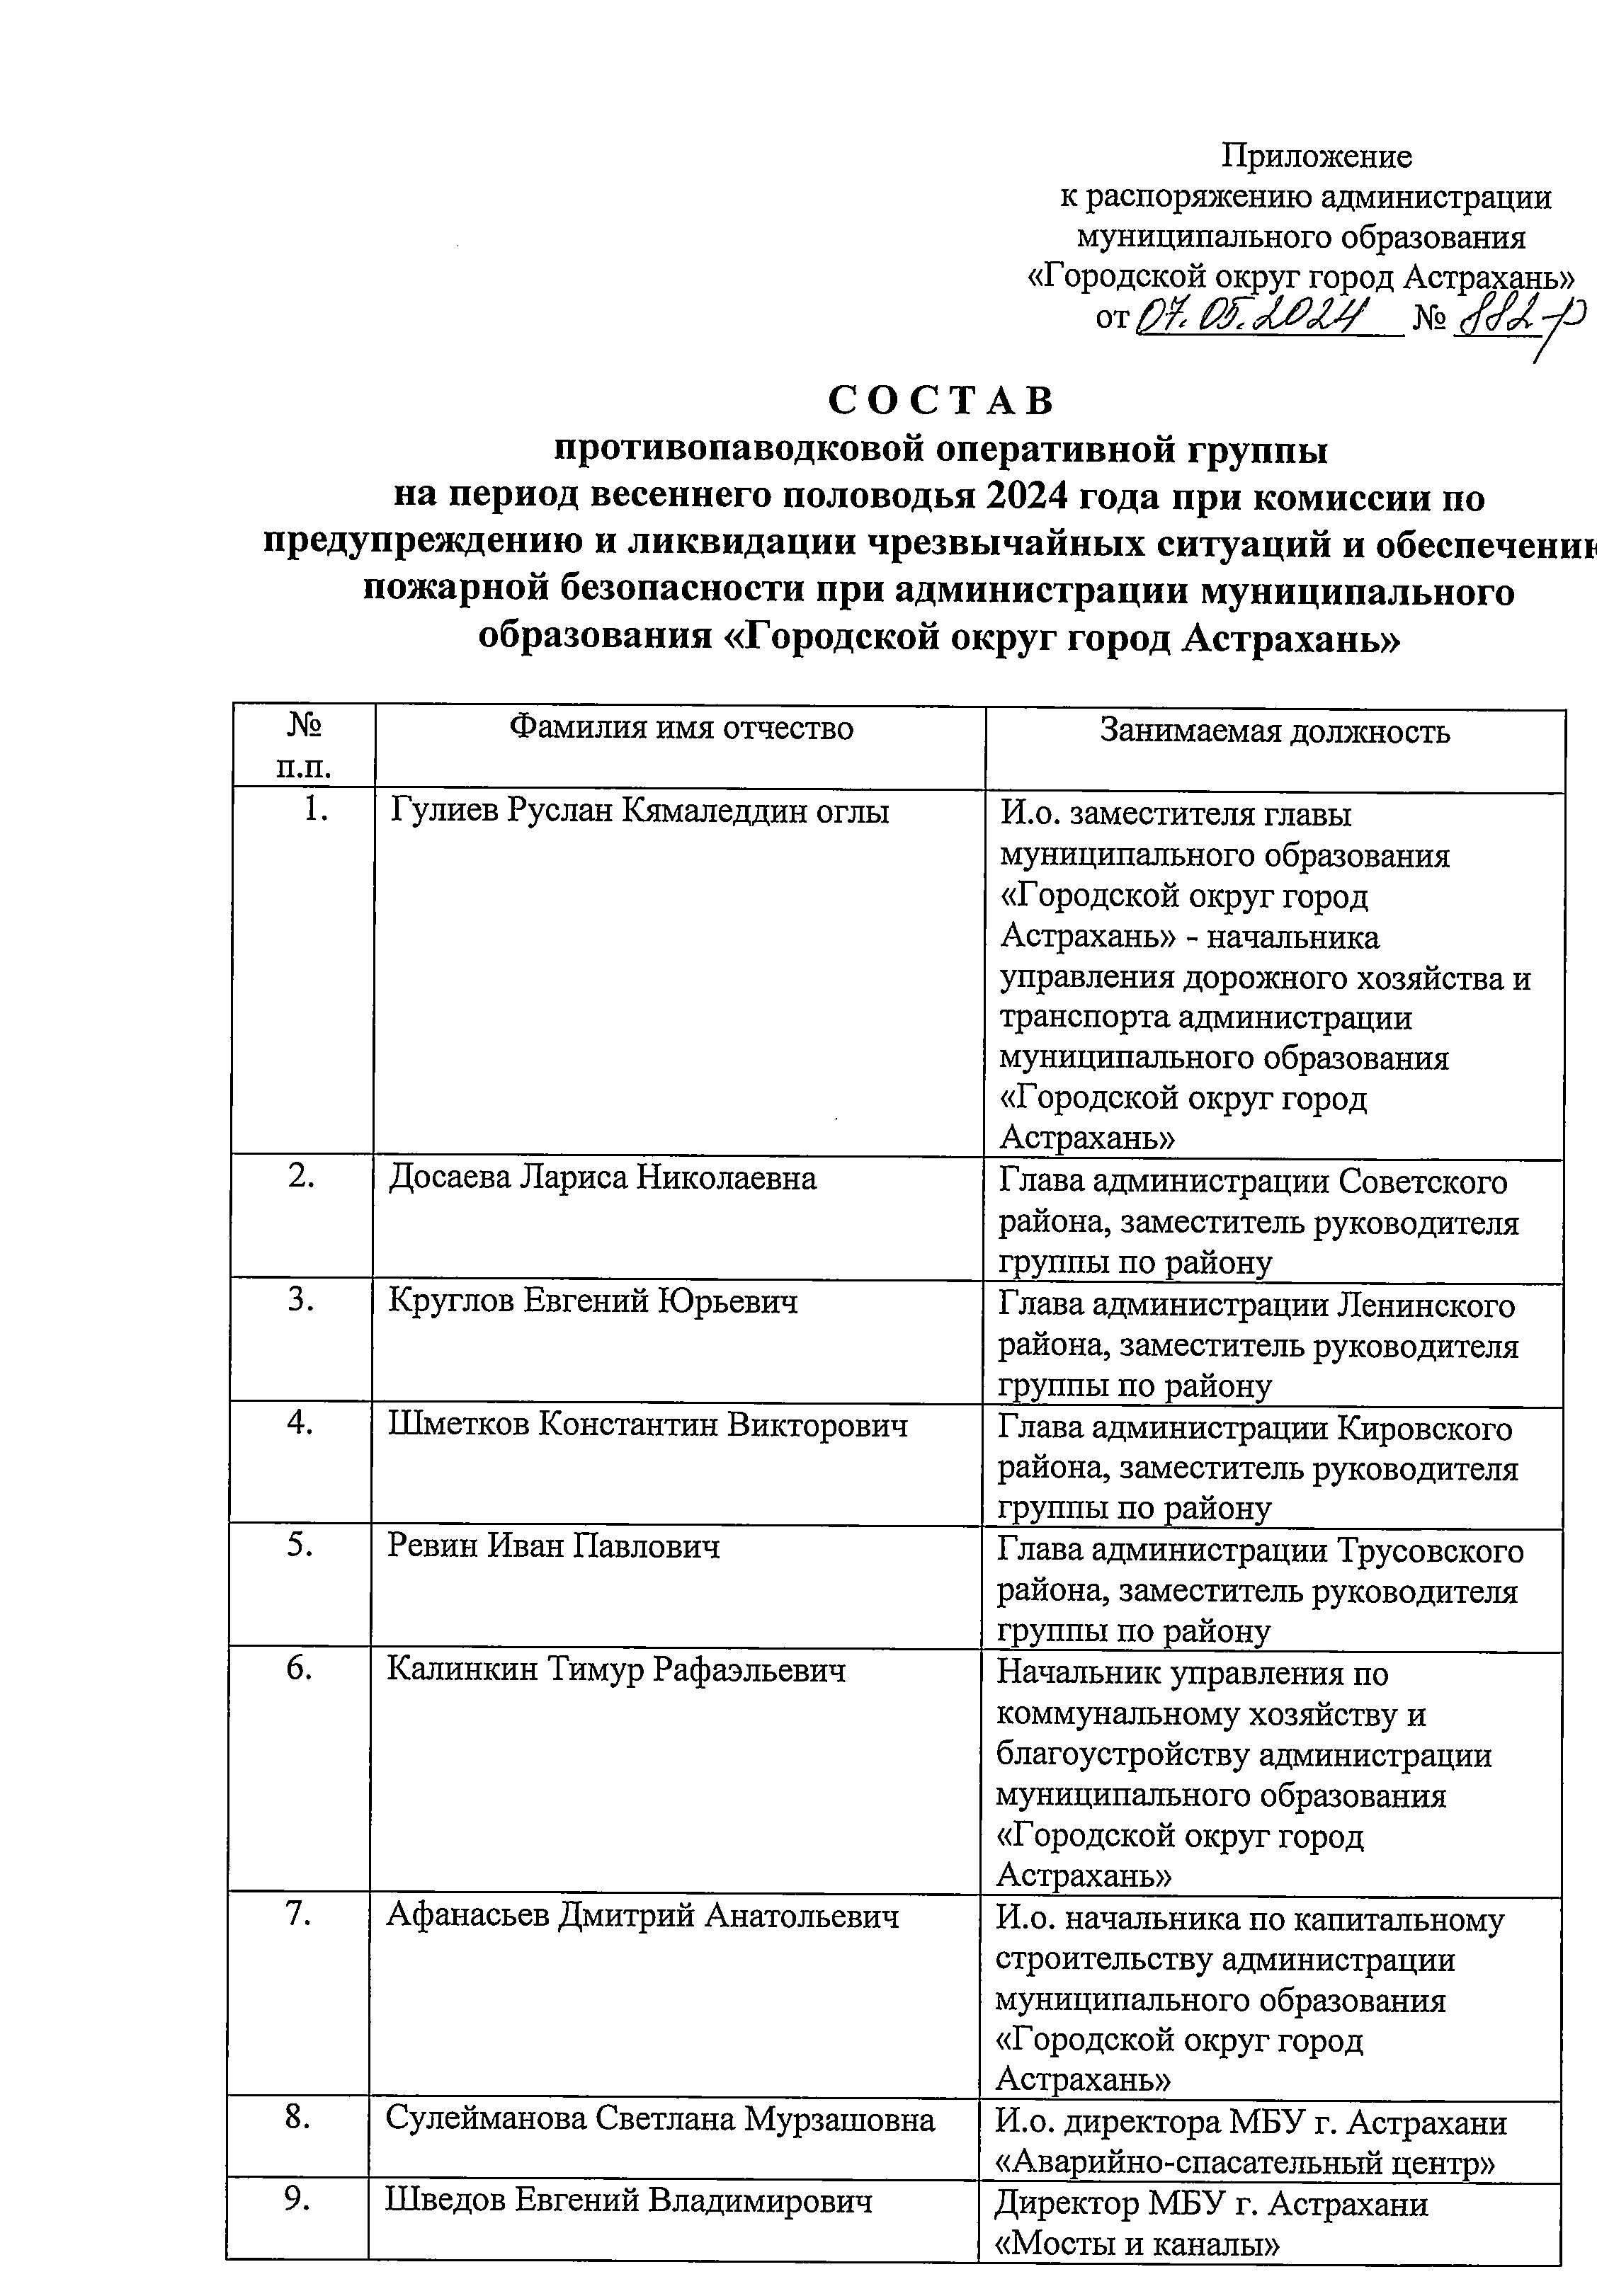 Приложение
к распоряжению администрации
муниципального образования
«Городской округ город Астрахань»
от 07.05.2024 № 882-р
С О С Т А В
противопаводковой оперативной группы
на период весеннего половодья 2024 года при комиссии по
предупреждению и ликвидации чрезвычайных ситуаций и обеспечени
пожарной безопасности при администрации муниципального
образования «Городской округ город Астрахань»
№ Фамилия имя отчество Занимаемая должность
п.п.
1. Гулиев Руслан Кямаледдин оглы И.о. заместителя главы
муниципального образования
«Городской округ город
Астрахань» - начальника
управления дорожного хозяйства и
транспорта администрации
муниципального образования
«Городской округ город
Астрахань»
2. Досаева Лариса Николаевна Глава администрации Советского
района, заместитель руководителя
группы по району
3. Круглов Евгений Юрьевич Глава администрации Ленинского
района, заместитель руководителя
группы по району
4. Шметков Константин Викторович Глава администрации Кировского
района, заместитель руководителя
группы по району
5. Ревин Иван Павлович Глава администрации Трусовского
района, заместитель руководителя
группы по району
6. Калинкин Тимур Рафаэльевич Начальник управления по
коммунальному хозяйству и
благоустройству администрации
муниципального образования
«Городской округ город
Астрахань»
7. Афанасьев Дмитрий Анатольевич И.о. начальника по капитальному
строительству администрации
муниципального образования
«Городской округ город
Астрахань»
8. Сулейманова Светлана Мурзашовна И.о. директора МБУ г. Астрахани
«Аварийно-спасательный центр»
9. Шведов Евгений Владимирович Директор МБУ г. Астрахани
«Мосты и каналы»